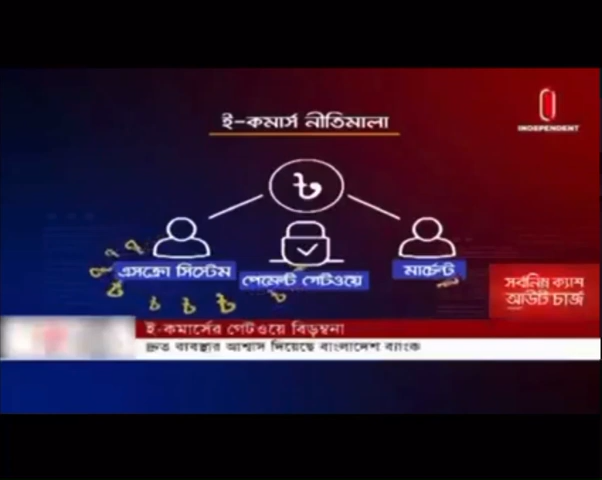 ই-কমার্স নীতিমালা
INDEPENDENT
৳
এসক্রো সিস্টেম
পেমেন্ট গেটওয়ে
মার্চেন্ট
সর্বনিম্ন ক্যাশ
আউট চার্জ
ই-কমার্সের গেটওয়ে বিড়ম্বনা
দ্রুত ব্যবস্থার আশ্বাস দিয়েছে বাংলাদেশ ব্যাংক